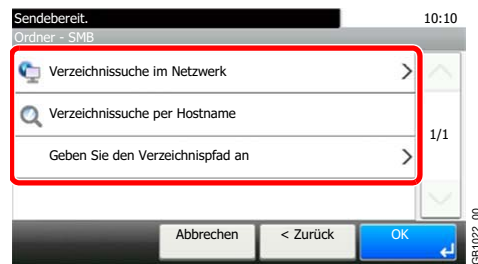 Sendebereit. 10:10
Ordner - SMB
Verzeichnissuche im Netzwerk
Verzeichnissuche per Hostname
1/1
Geben Sie den Verzeichnispfad an
Abbrechen < Zurück OK
GB1022_00